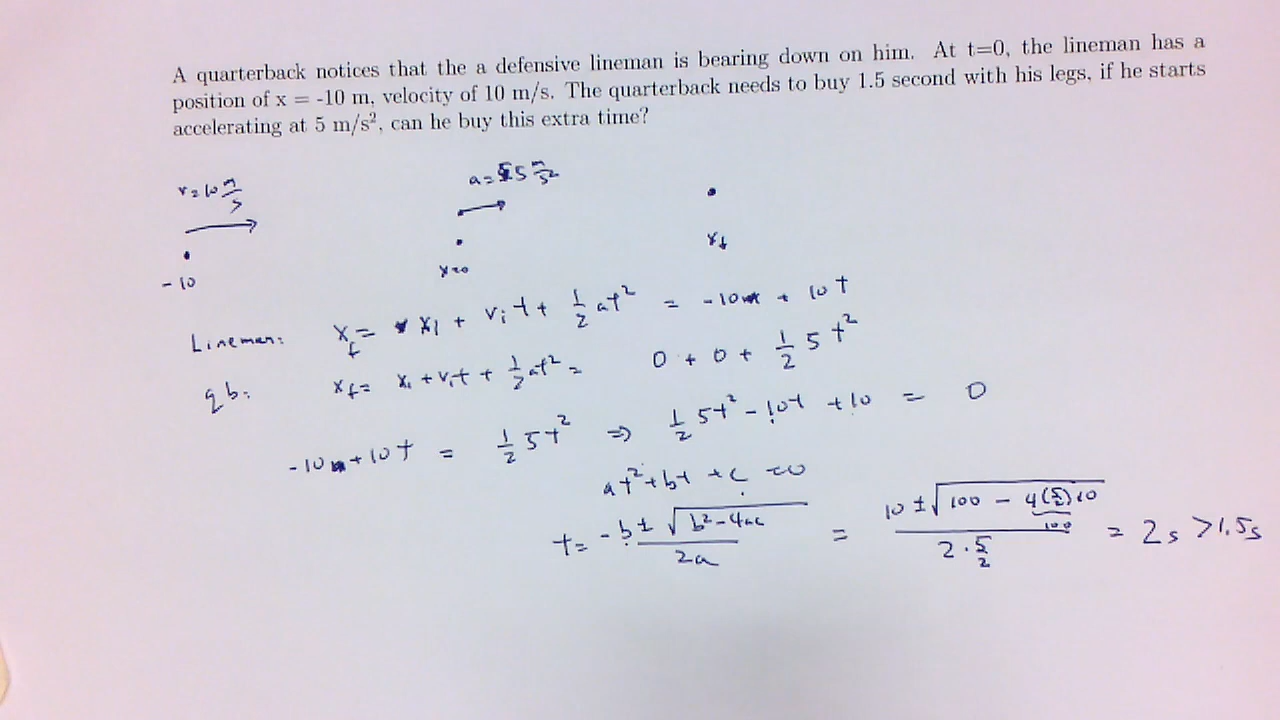 A quarterback notices that the a defensive lineman is bearing down on him. At t=0, the lineman has a
position of x = -10 m, velocity of 10 m/s. The quarterback needs to buy 1.5 second with his legs, if he starts
accelerating at 5 m/s², can he buy this extra time?
v=10 m/s
a=5 m/s²
-10
x=0
x_f
Lineman: x_f = x_i + v_i t + 1/2 at² = -10 + 10t
qb: x_f = x_i + v_i t + 1/2 at² = 0 + 0 + 1/2 5t²
-10 + 10t = 1/2 5t² ⇒ 1/2 5t² - 10t + 10 = 0
at² + bt + c = 0
t = (-b ± √(b²-4ac))/2a = (10 ± √(100 - 4(5/2)10))/(2·5/2) = 2s > 1.5s
100